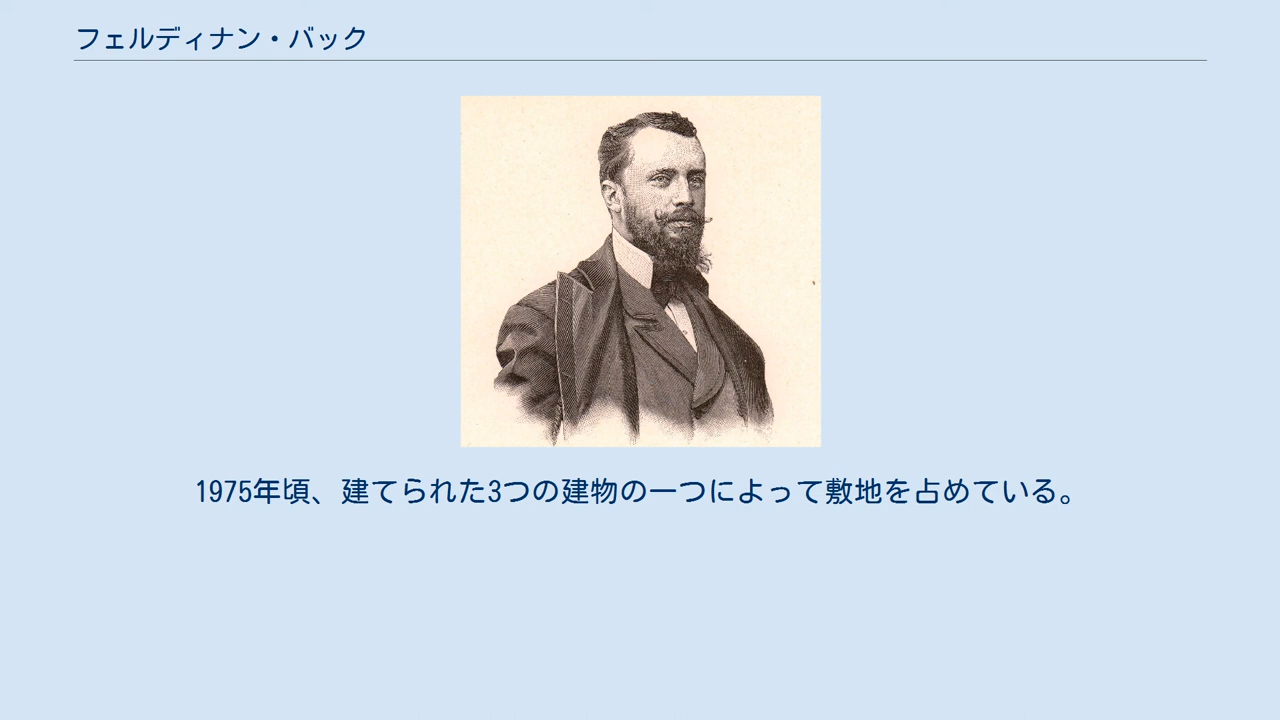 フェルディナン・バック
1975年頃、建てられた3つの建物の一つによって敷地を占めている。